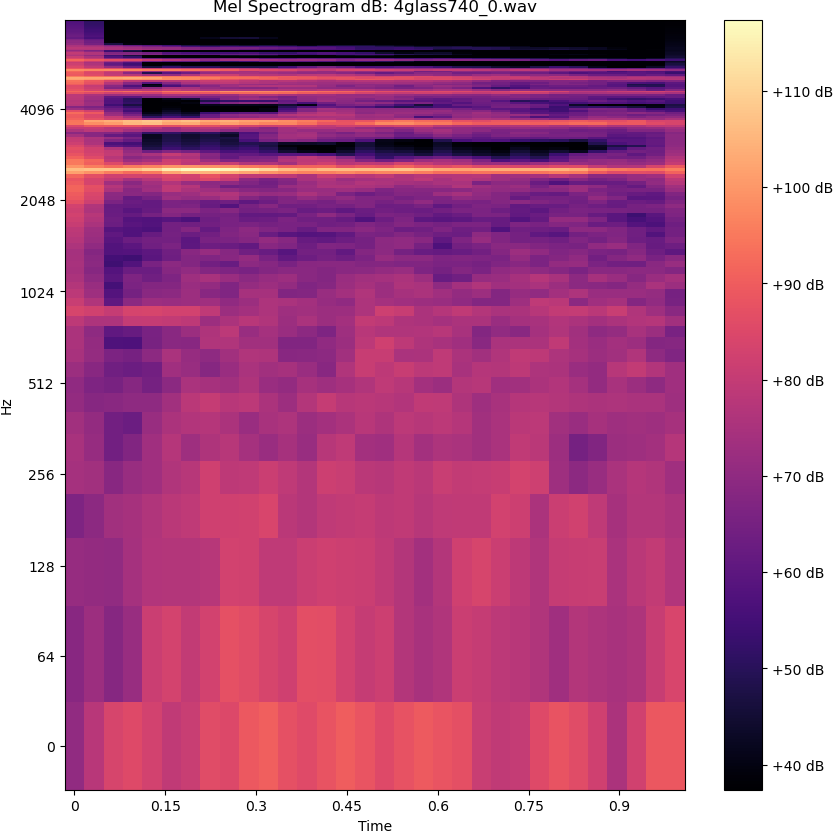 Mel Spectrogram dB: 4glass740_0.wav
4096
2048
1024
512
256
128
64
0
Hz
0
0.15
0.3
0.45
0.6
0.75
0.9
Time
+110 dB
+100 dB
+90 dB
+80 dB
+70 dB
+60 dB
+50 dB
+40 dB